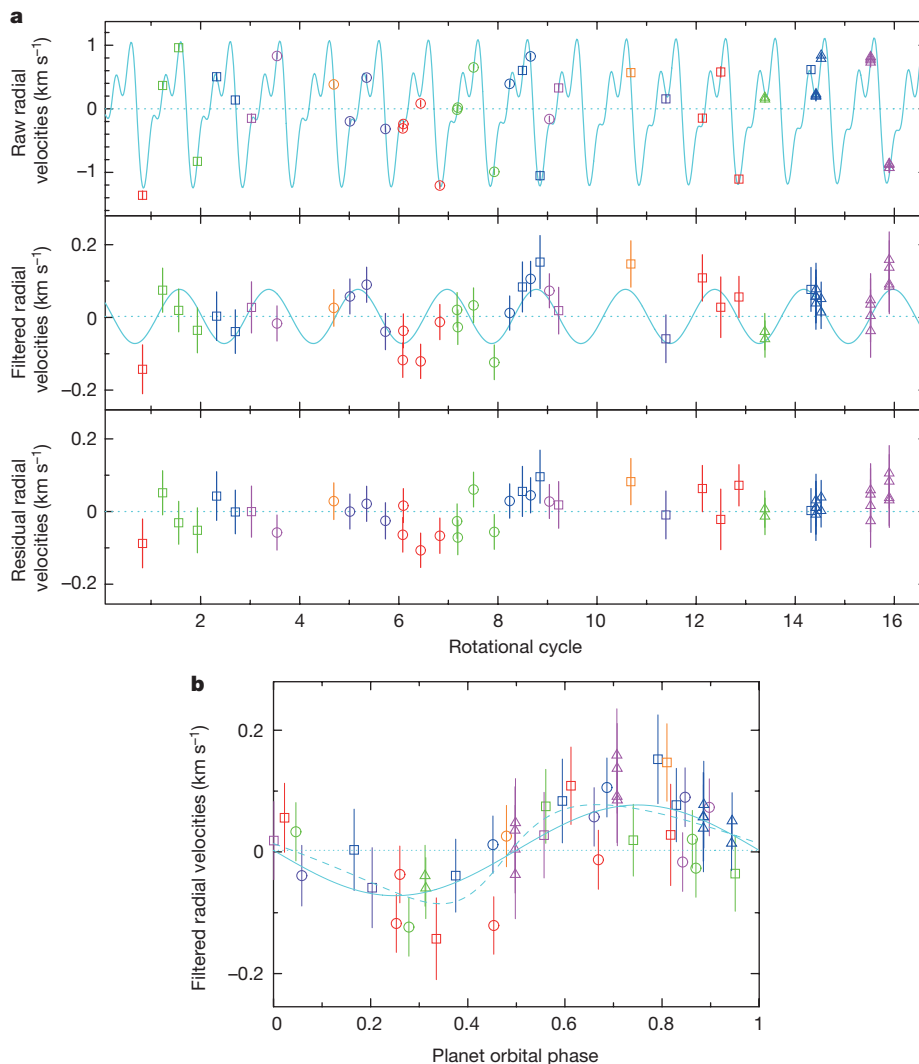 a
Raw radial
velocities (km s⁻¹)
1
0
−1
Filtered radial
velocities (km s⁻¹)
0.2
0
−0.2
Residual radial
velocities (km s⁻¹)
0.2
0
−0.2
2 4 6 8 10 12 14 16
Rotational cycle
b
Filtered radial velocities (km s⁻¹)
0.2
0
−0.2
0 0.2 0.4 0.6 0.8 1
Planet orbital phase